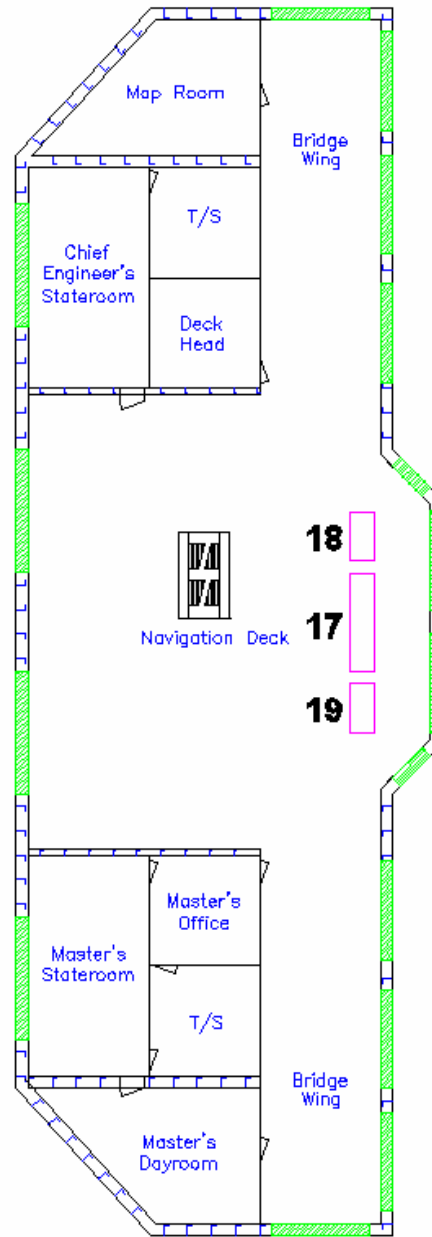 Map Room
Bridge
Wing
T/S
Chief
Engineer's
Stateroom
Deck
Head
18
17
Navigation Deck
19
Master's
Office
Master's
Stateroom
T/S
Bridge
Wing
Master's
Dayroom